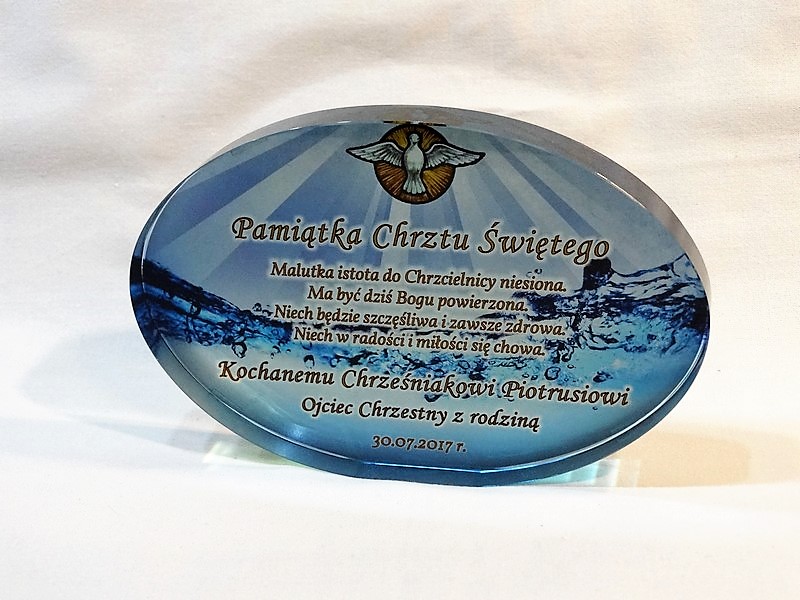 Pamiątka Chrztu Świętego
Malutka istota do Chrzcielnicy niesiona.
Ma być dziś Bogu powierzona.
Niech będzie szczęśliwa i zawsze zdrowa.
Niech w radości i miłości się chowa.
Kochanemu Chrześniakowi Piotrusiowi
Ojciec Chrzestny z rodziną
30.07.2017 r.